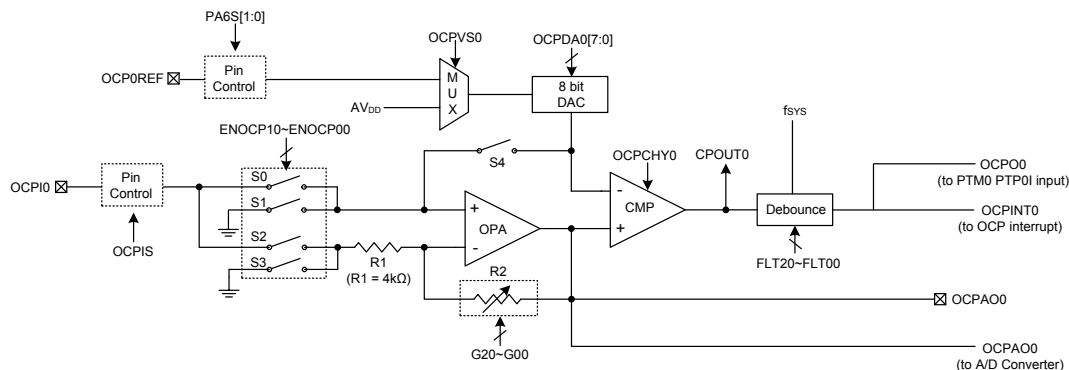 PA6S[1:0]
OCPVS0
OCPDA0[7:0]
OCP0REF
Pin
Control
M
U
X
8 bit
DAC
AVDD
fSYS
ENOCP10~ENOCP00
S4
OCPCHY0
CPOUT0
OCPO0
(to PTM0 PTP0I input)
OCPI0
Pin
Control
S0
S1
-
CMP
+
Debounce
OCPINT0
(to OCP interrupt)
OCPIS
S2
S3
+
OPA
-
R1
(R1 = 4kΩ)
R2
FLT20~FLT00
OCPAO0
G20~G00
OCPAO0
(to A/D Converter)